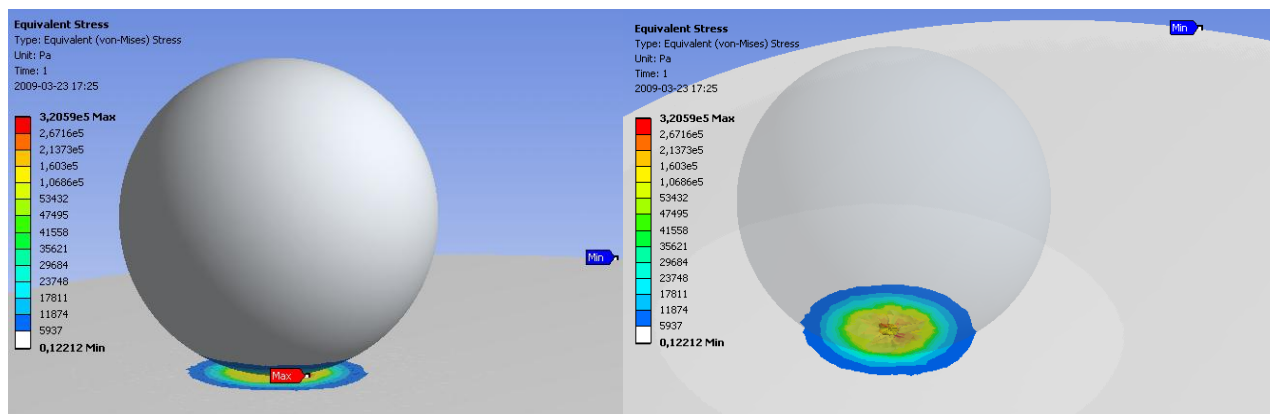 Equivalent Stress
Type: Equivalent (von-Mises) Stress
Unit: Pa
Time: 1
2009-03-23 17:25
3,2059e5 Max
2,6716e5
2,1373e5
1,603e5
1,0686e5
53432
47495
41558
35621
29684
23748
17811
11874
5937
0,12212 Min
Min
Max
Equivalent Stress
Type: Equivalent (von-Mises) Stress
Unit: Pa
Time: 1
2009-03-23 17:25
3,2059e5 Max
2,6716e5
2,1373e5
1,603e5
1,0686e5
53432
47495
41558
35621
29684
23748
17811
11874
5937
0,12212 Min
Min